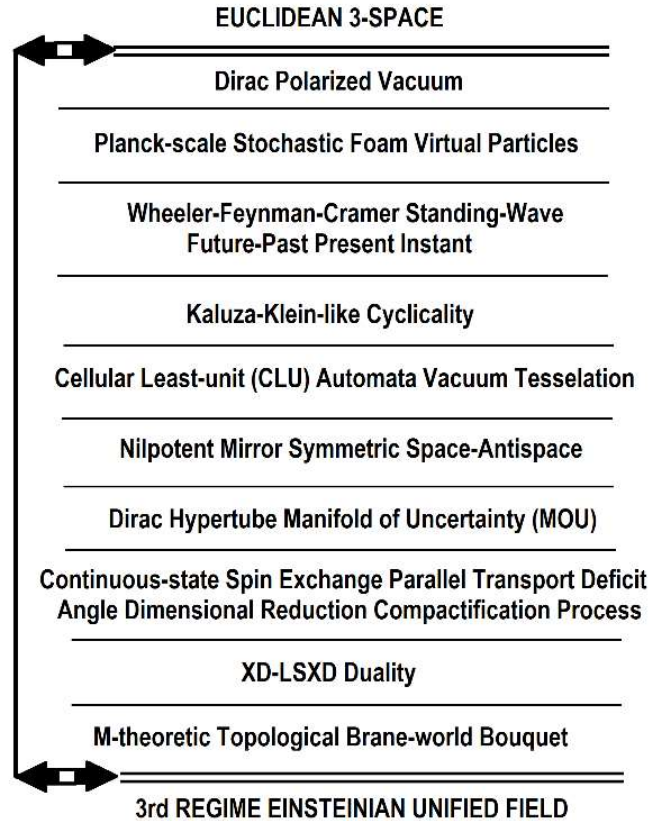 EUCLIDEAN 3-SPACE
Dirac Polarized Vacuum
Planck-scale Stochastic Foam Virtual Particles
Wheeler-Feynman-Cramer Standing-Wave
Future-Past Present Instant
Kaluza-Klein-like Cyclicality
Cellular Least-unit (CLU) Automata Vacuum Tesselation
Nilpotent Mirror Symmetric Space-Antispace
Dirac Hypertube Manifold of Uncertainty (MOU)
Continuous-state Spin Exchange Parallel Transport Deficit
Angle Dimensional Reduction Compactification Process
XD-LSXD Duality
M-theoretic Topological Brane-world Bouquet
3rd REGIME EINSTEINIAN UNIFIED FIELD